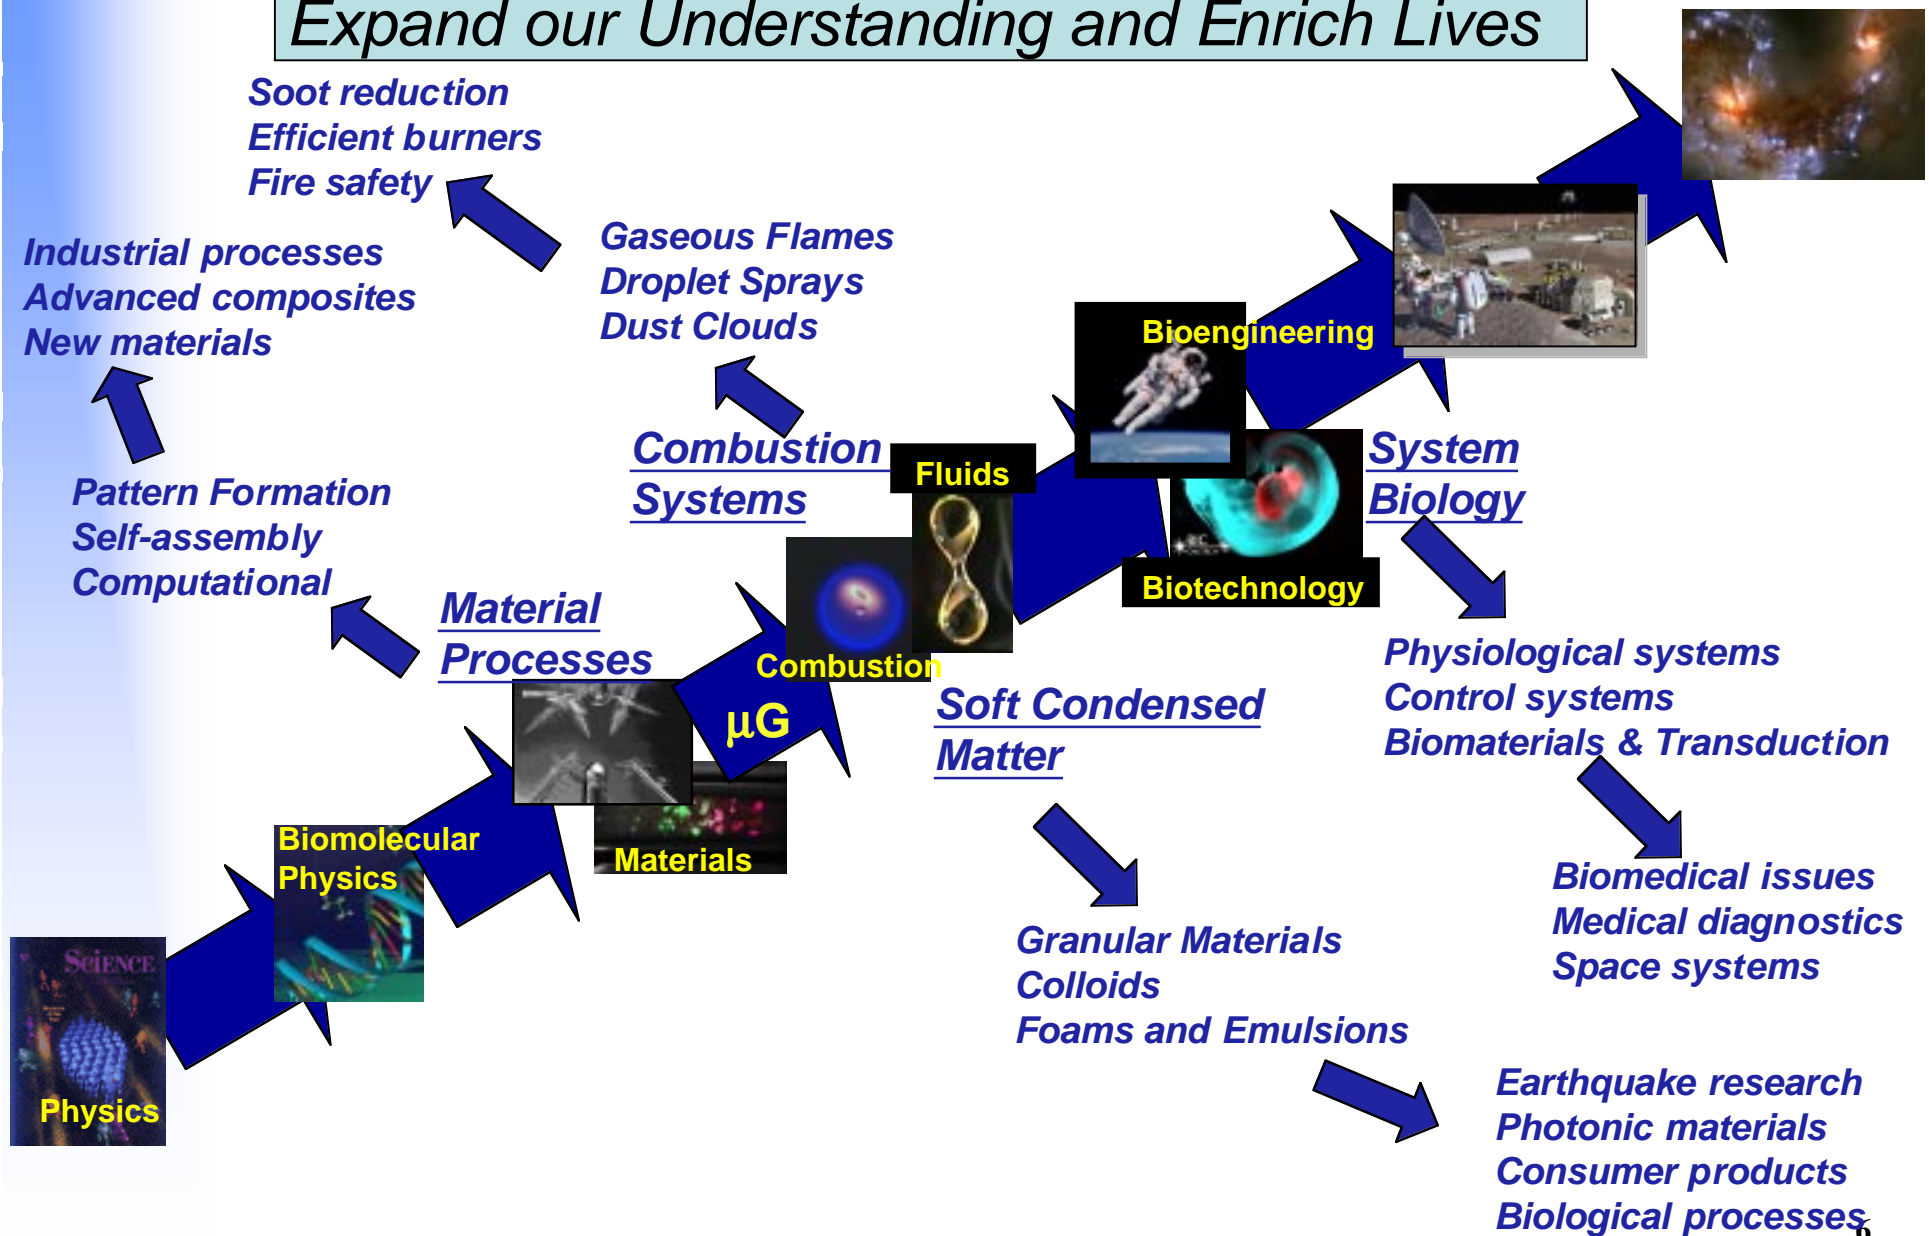 Expand our Understanding and Enrich Lives
Soot reduction
Efficient burners
Fire safety
Industrial processes
Advanced composites
New materials
Gaseous Flames
Droplet Sprays
Dust Clouds
Bioengineering
Combustion
Systems
Fluids
System
Biology
Pattern Formation
Self-assembly
Computational
Biotechnology
Material
Processes
Combustion
µG
Soft Condensed
Matter
Physiological systems
Control systems
Biomaterials & Transduction
Biomolecular
Physics
Materials
Biomedical issues
Medical diagnostics
Space systems
SCIENCE
Physics
Granular Materials
Colloids
Foams and Emulsions
Earthquake research
Photonic materials
Consumer products
Biological processes
6